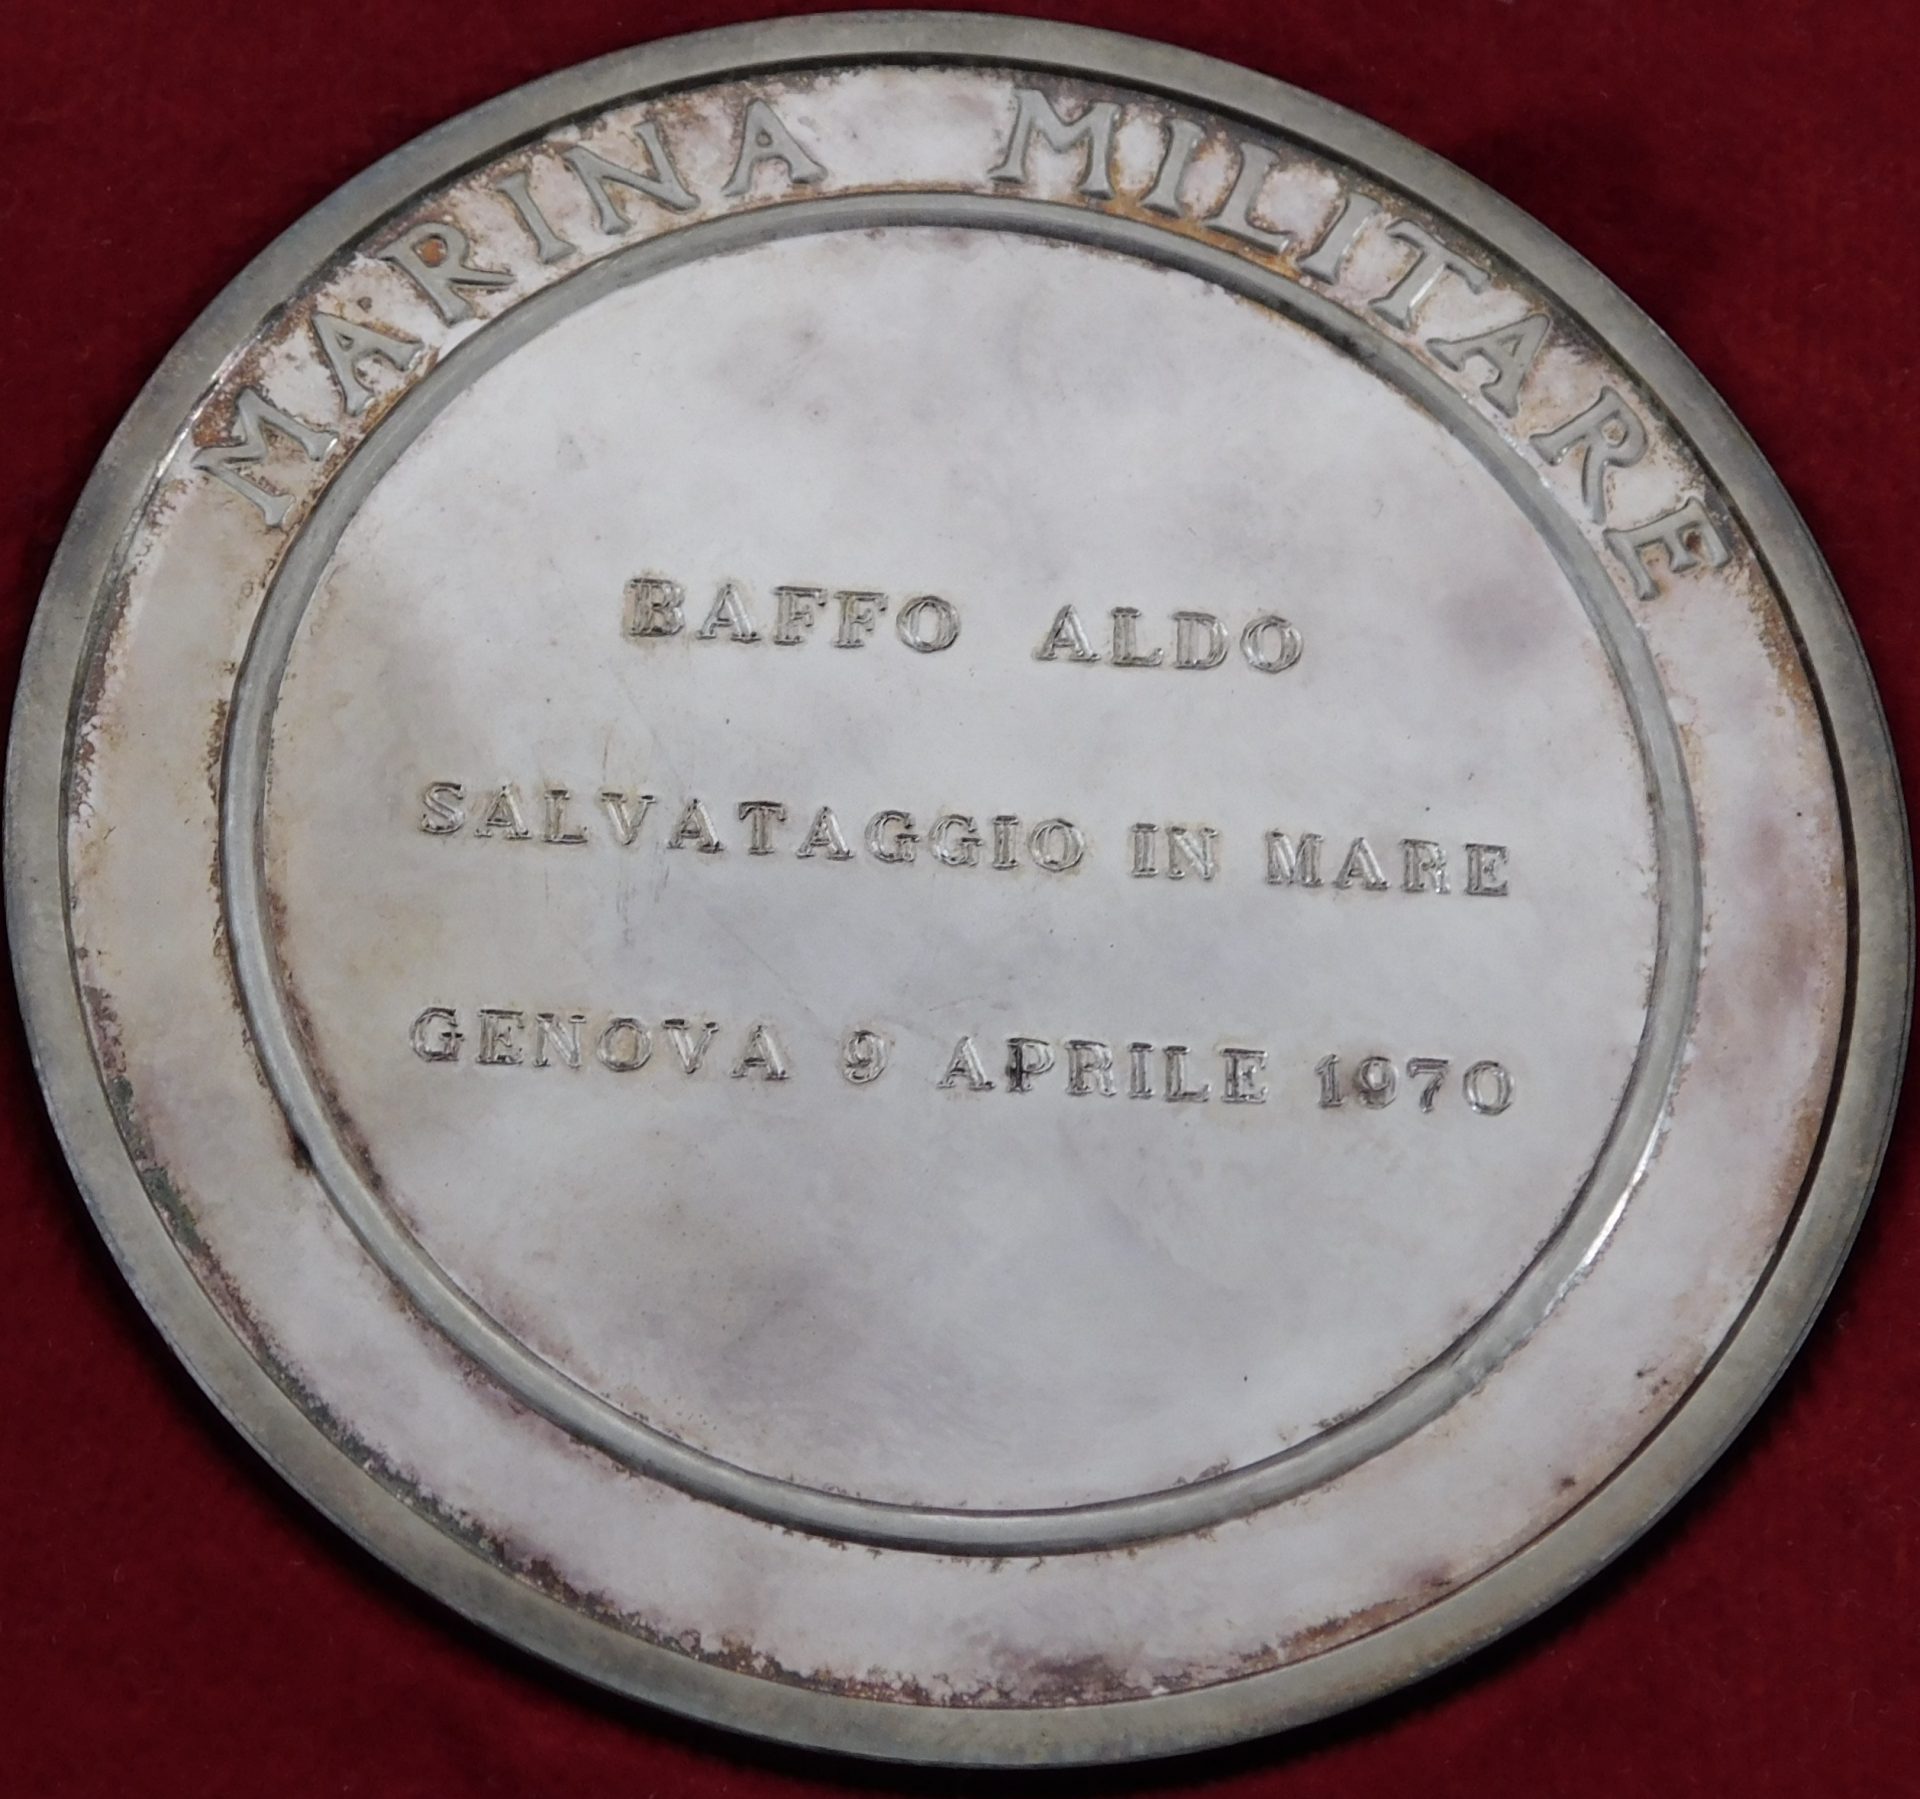 MARINA MILITARE
BAFFO ALDO
SALVATAGGIO IN MARE
GENOVA 9 APRILE 1970